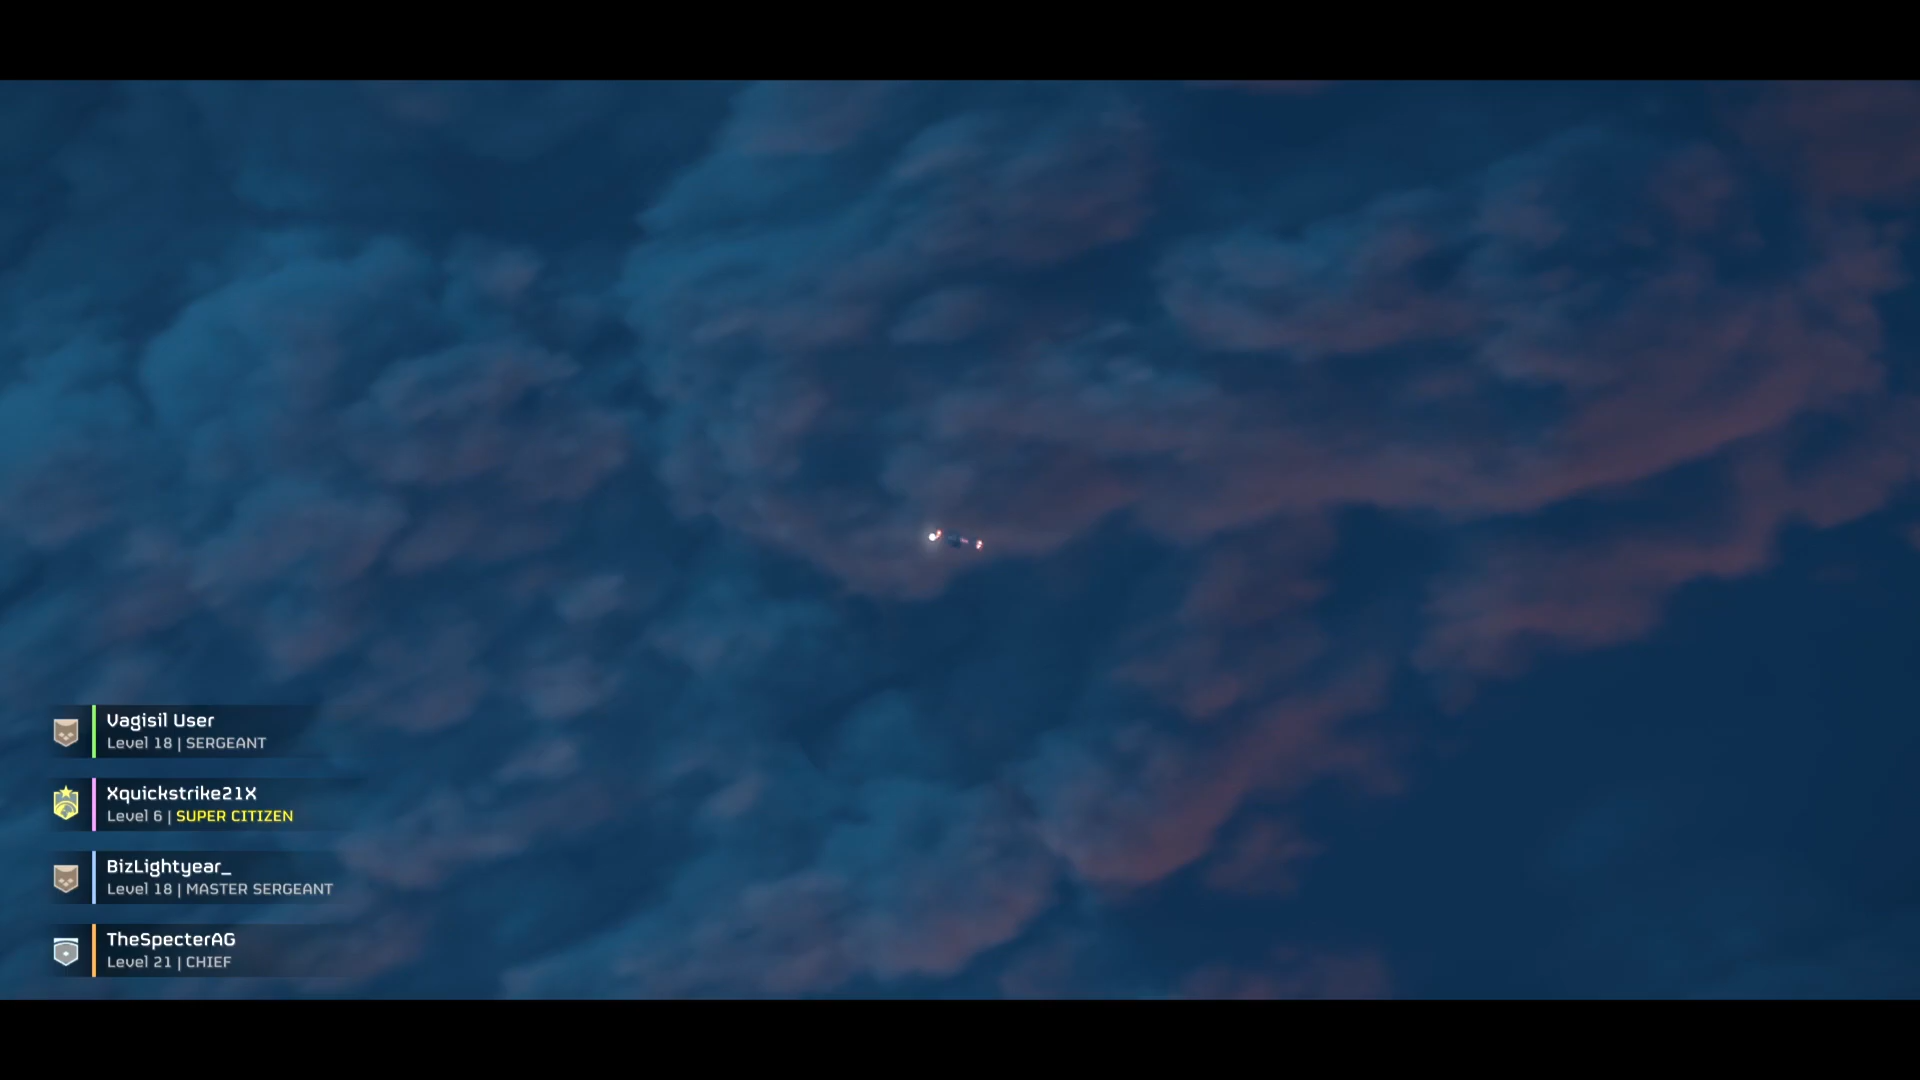 Vagisil User
Level 18 | SERGEANT
Xquickstrike21X
Level 6 | SUPER CITIZEN
BizLightyear_
Level 18 | MASTER SERGEANT
TheSpecterAG
Level 21 | CHIEF